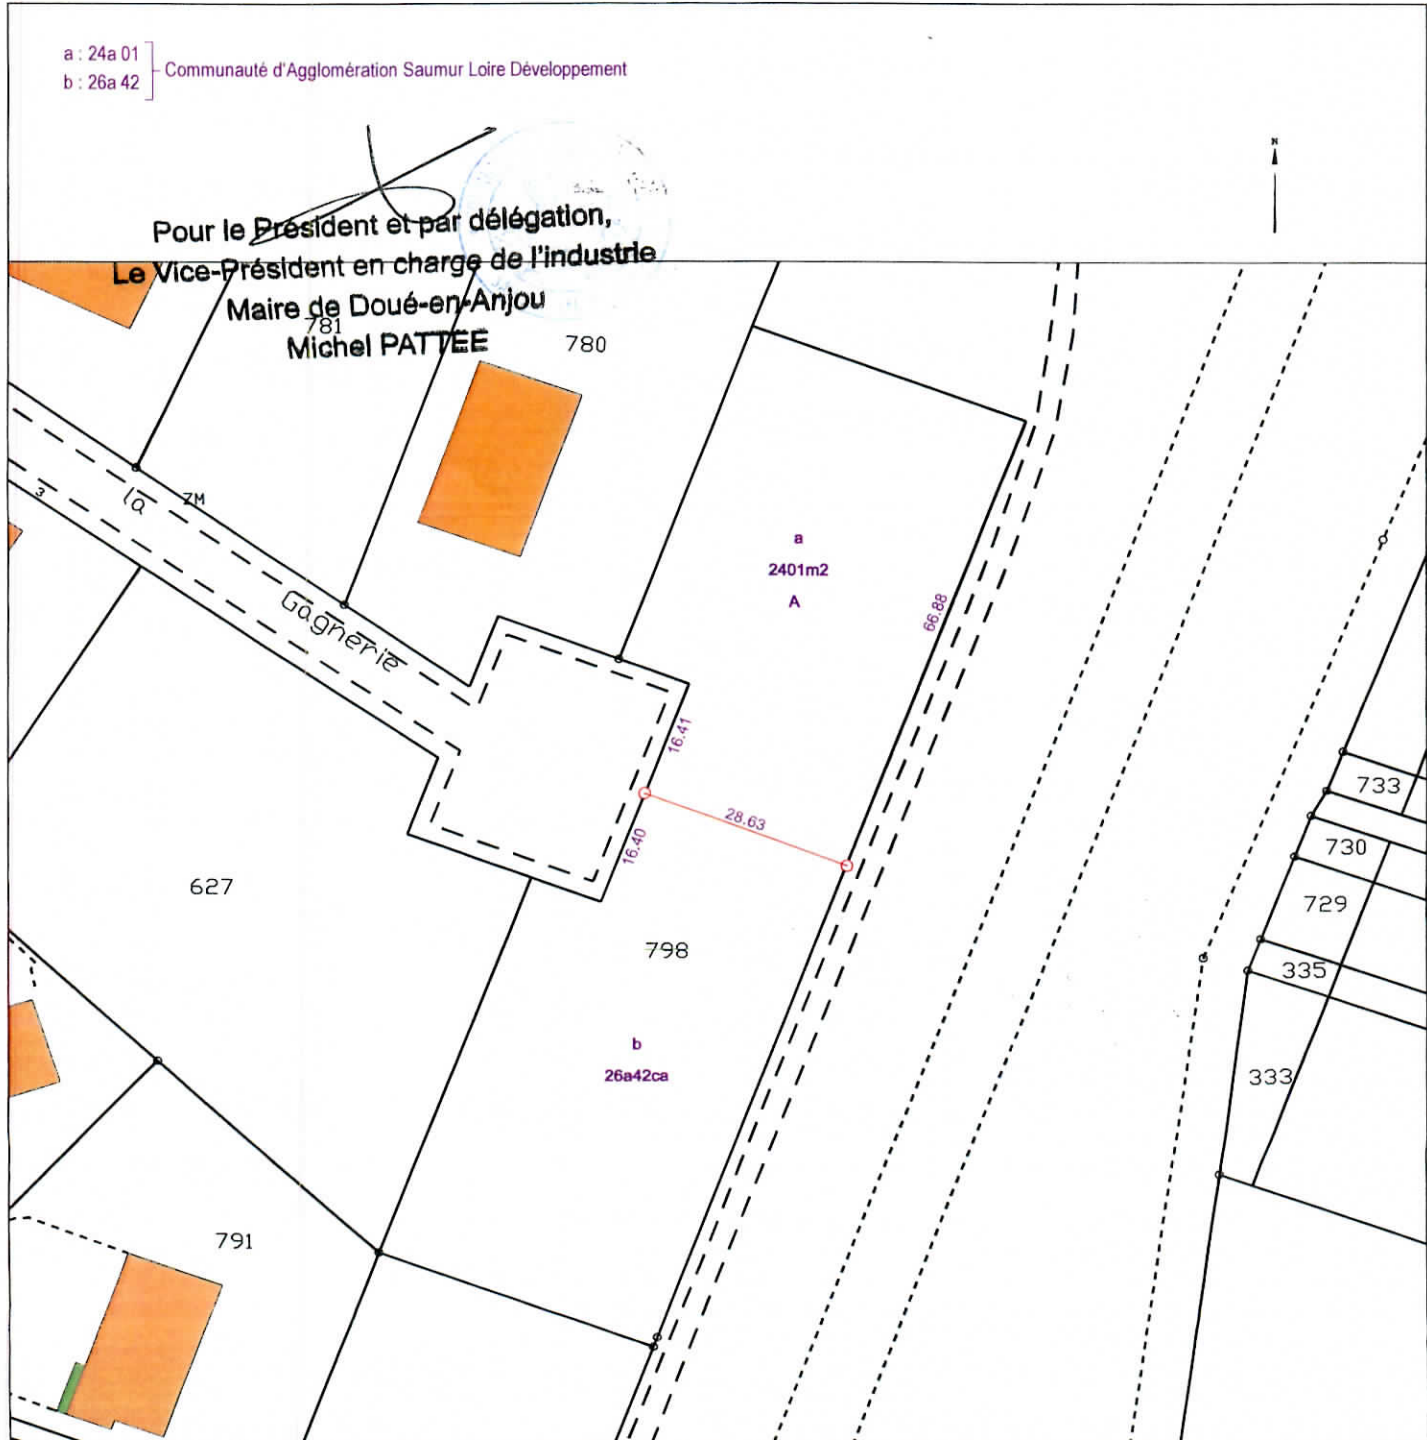 a : 24a 01
b : 26a 42
Communauté d'Agglomération Saumur Loire Développement
N
Pour le Président et par délégation,
Le Vice-Président en charge de l'industrie
Maire de Doué-en-Anjou
Michel PATTEE
781
780
3
la
ZM
Gagnerie
a
2401m2
A
66.88
16.41
28.63
16.40
733
730
729
335
333
627
798
b
26a42ca
791